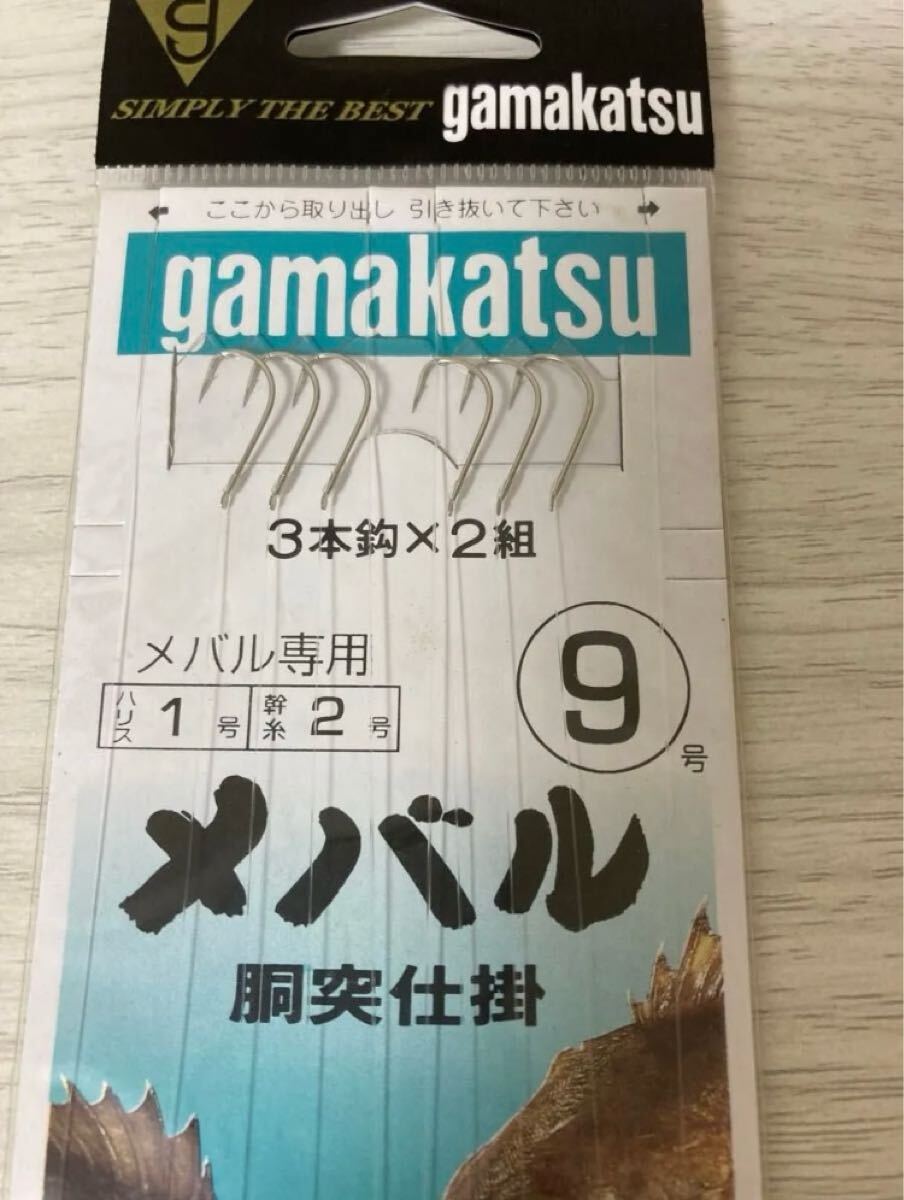 SIMPLY THE BEST gamakatsu
ここから取り出し 引き抜いて下さい
gamakatsu
3本鈎×2組
メバル専用
ハリス 1号 幹糸 2号
9号
メバル
胴突仕掛